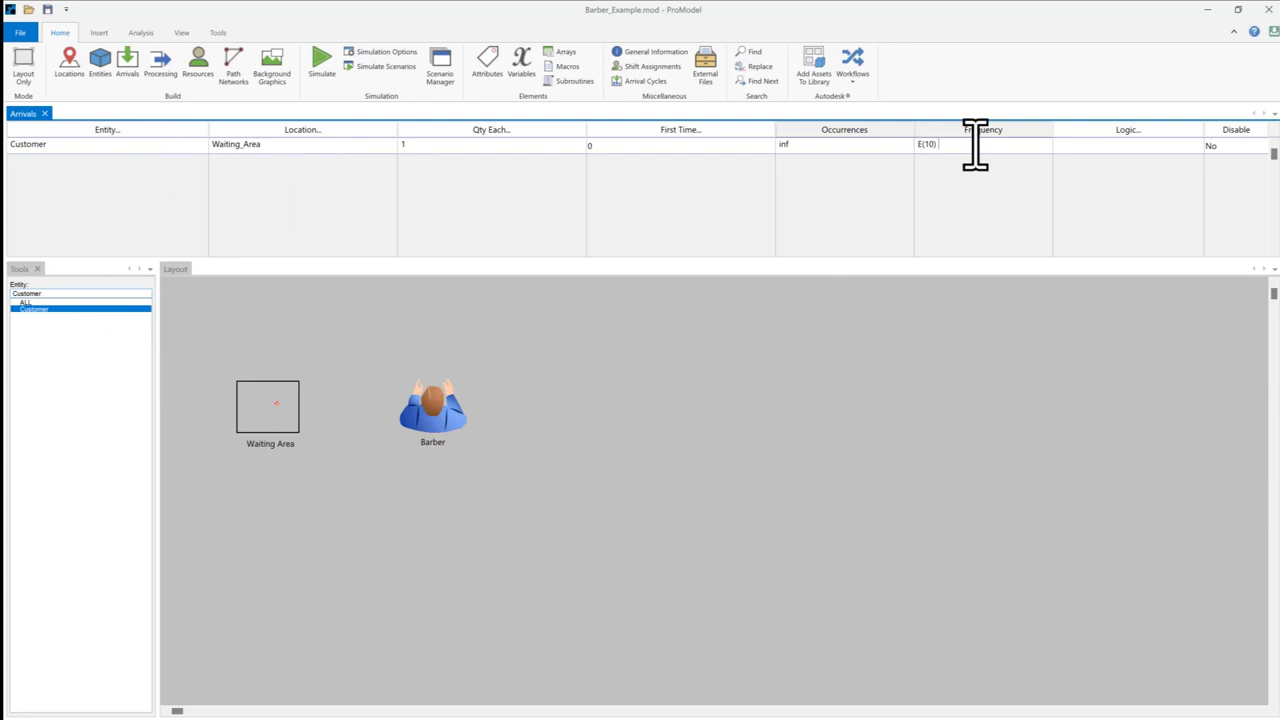 Barber_Example.mod - ProModel
File Home Insert Analysis View Tools
Layout Only
Mode
Locations Entities Arrivals Processing Resources Path Networks Background Graphics
Build
Simulate Simulation Options Simulate Scenarios Scenario Manager
Simulation
Attributes Variables Arrays Macros Subroutines
Elements
General Information Shift Assignments Arrival Cycles External Files
Miscellaneous
Find Replace Find Next
Search
Add Assets To Library Workflows
Autodesk®
Arrivals
Entity... Location... Qty Each... First Time... Occurrences Logic... Disable
Customer Waiting_Area 1 0 inf E(10) No
Tools
Layout
Entity:
Customer
ALL
Customer
Waiting Area
Barber